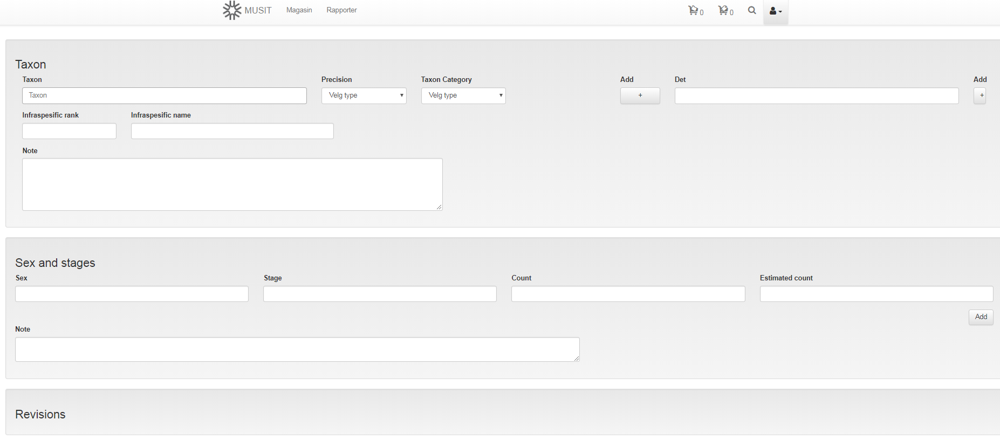 MUSIT Magasin Rapporter 0 0
Taxon
Taxon Precision Taxon Category Add Det Add
Taxon Velg type Velg type + +
Infraspesific rank Infraspesific name
Note
Sex and stages
Sex Stage Count Estimated count
Add
Note
Revisions